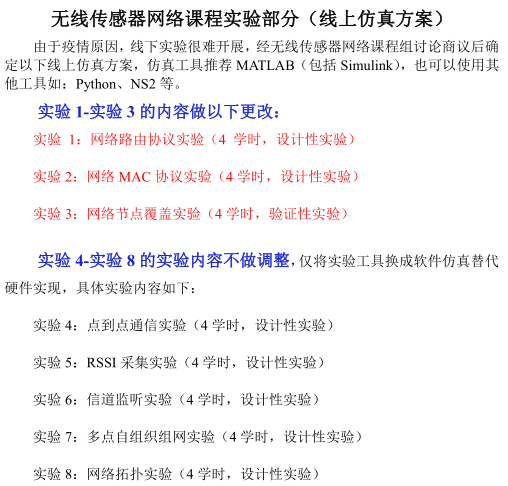 无线传感器网络课程实验部分（线上仿真方案）
由于疫情原因，线下实验很难开展，经无线传感器网络课程组讨论商议后确
定以下线上仿真方案，仿真工具推荐 MATLAB（包括 Simulink），也可以使用其
他工具如：Python、NS2 等。
实验 1-实验 3 的内容做以下更改：
实验 1：网络路由协议实验（4 学时，设计性实验）
实验 2：网络 MAC 协议实验（4 学时，设计性实验）
实验 3：网络节点覆盖实验（4 学时，验证性实验）
实验 4-实验 8 的实验内容不做调整，仅将实验工具换成软件仿真替代
硬件实现，具体实验内容如下：
实验 4：点到点通信实验（4 学时，设计性实验）
实验 5：RSSI 采集实验（4 学时，设计性实验）
实验 6：信道监听实验（4 学时，设计性实验）
实验 7：多点自组织组网实验（4 学时，设计性实验）
实验 8：网络拓扑实验（4 学时，设计性实验）